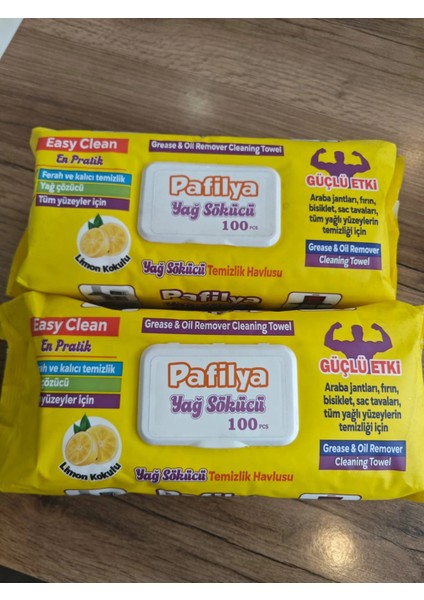 Easy Clean
En Pratik
Ferah ve kalıcı temizlik
Yağ çözücü
Tüm yüzeyler için
Limon Kokulu
Grease & Oil Remover Cleaning Towel
Pafilya
Yağ Sökücü
100 PCS
Yağ Sökücü Temizlik Havlusu
GÜÇLÜ ETKİ
Araba jantları, fırın,
bisiklet, sac tavaları,
tüm yağlı yüzeylerin
temizliği için
Grease & Oil Remover
Cleaning Towel
Pafilya
Easy Clean
En Pratik
ah ve kalıcı temizlik
çözücü
yüzeyler için
Limon Kokulu
Grease & Oil Remover Cleaning Towel
Pafilya
Yağ Sökücü
100 PCS
Yağ Sökücü Temizlik Havlusu
GÜÇLÜ ETKİ
Araba jantları, fırın,
bisiklet, sac tavaları,
tüm yağlı yüzeylerin
temizliği için
Grease & Oil Remover
Cleaning Towel